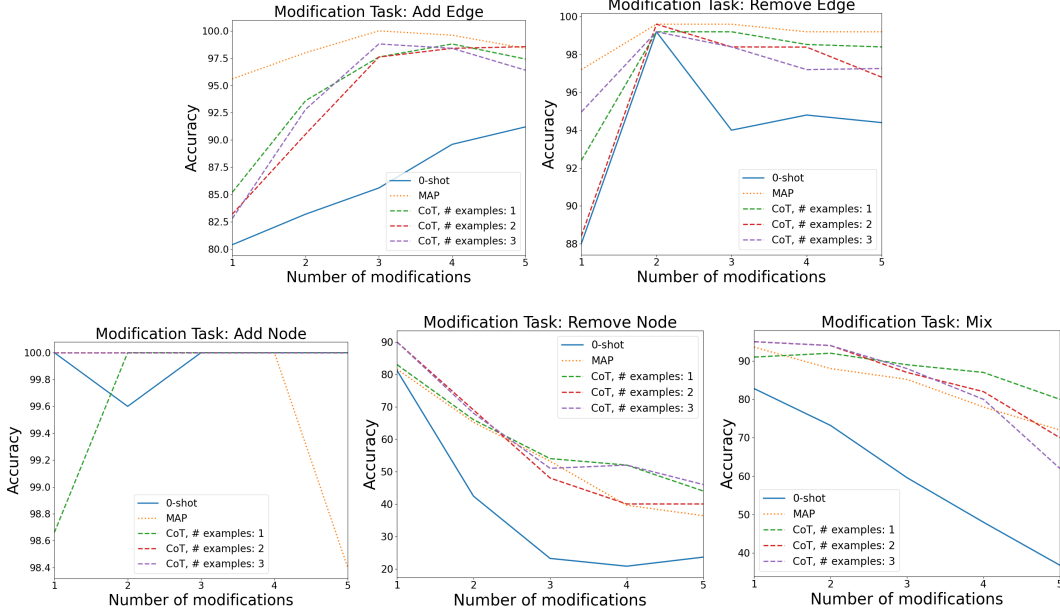 Modification Task: Add Edge
Accuracy
100.0
97.5
95.0
92.5
90.0
87.5
85.0
82.5
80.0
0-shot
MAP
CoT, # examples: 1
CoT, # examples: 2
CoT, # examples: 3
1 2 3 4 5
Number of modifications
Modification Task: Remove Edge
Accuracy
100
98
96
94
92
90
88
0-shot
MAP
CoT, # examples: 1
CoT, # examples: 2
CoT, # examples: 3
1 2 3 4 5
Number of modifications
Modification Task: Add Node
Accuracy
100.0
99.8
99.6
99.4
99.2
99.0
98.8
98.6
98.4
0-shot
MAP
CoT, # examples: 1
CoT, # examples: 2
CoT, # examples: 3
1 2 3 4 5
Number of modifications
Modification Task: Remove Node
Accuracy
90
80
70
60
50
40
30
20
0-shot
MAP
CoT, # examples: 1
CoT, # examples: 2
CoT, # examples: 3
1 2 3 4 5
Number of modifications
Modification Task: Mix
Accuracy
90
80
70
60
50
40
0-shot
MAP
CoT, # examples: 1
CoT, # examples: 2
CoT, # examples: 3
1 2 3 4 5
Number of modifications